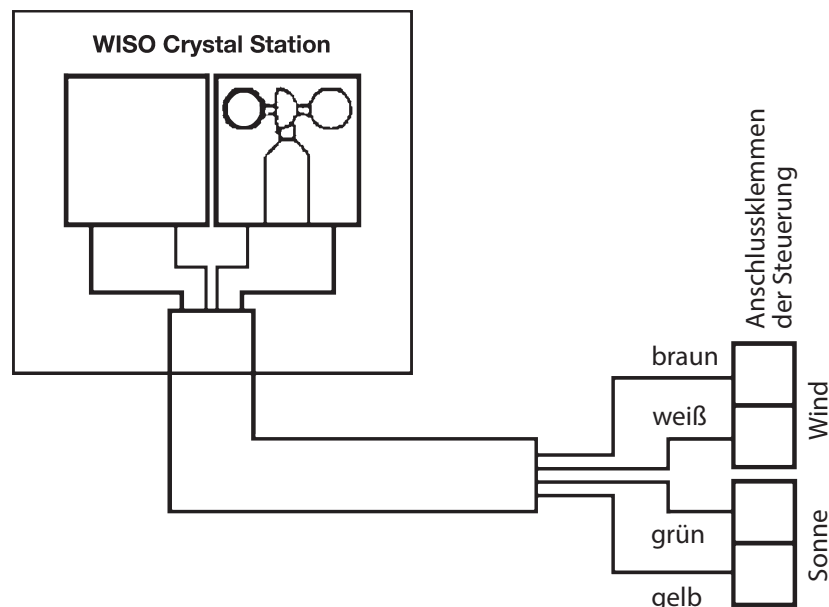 WISO Crystal Station
Anschlussklemmen
der Steuerung
braun
weiß
Wind
grün
gelb
Sonne